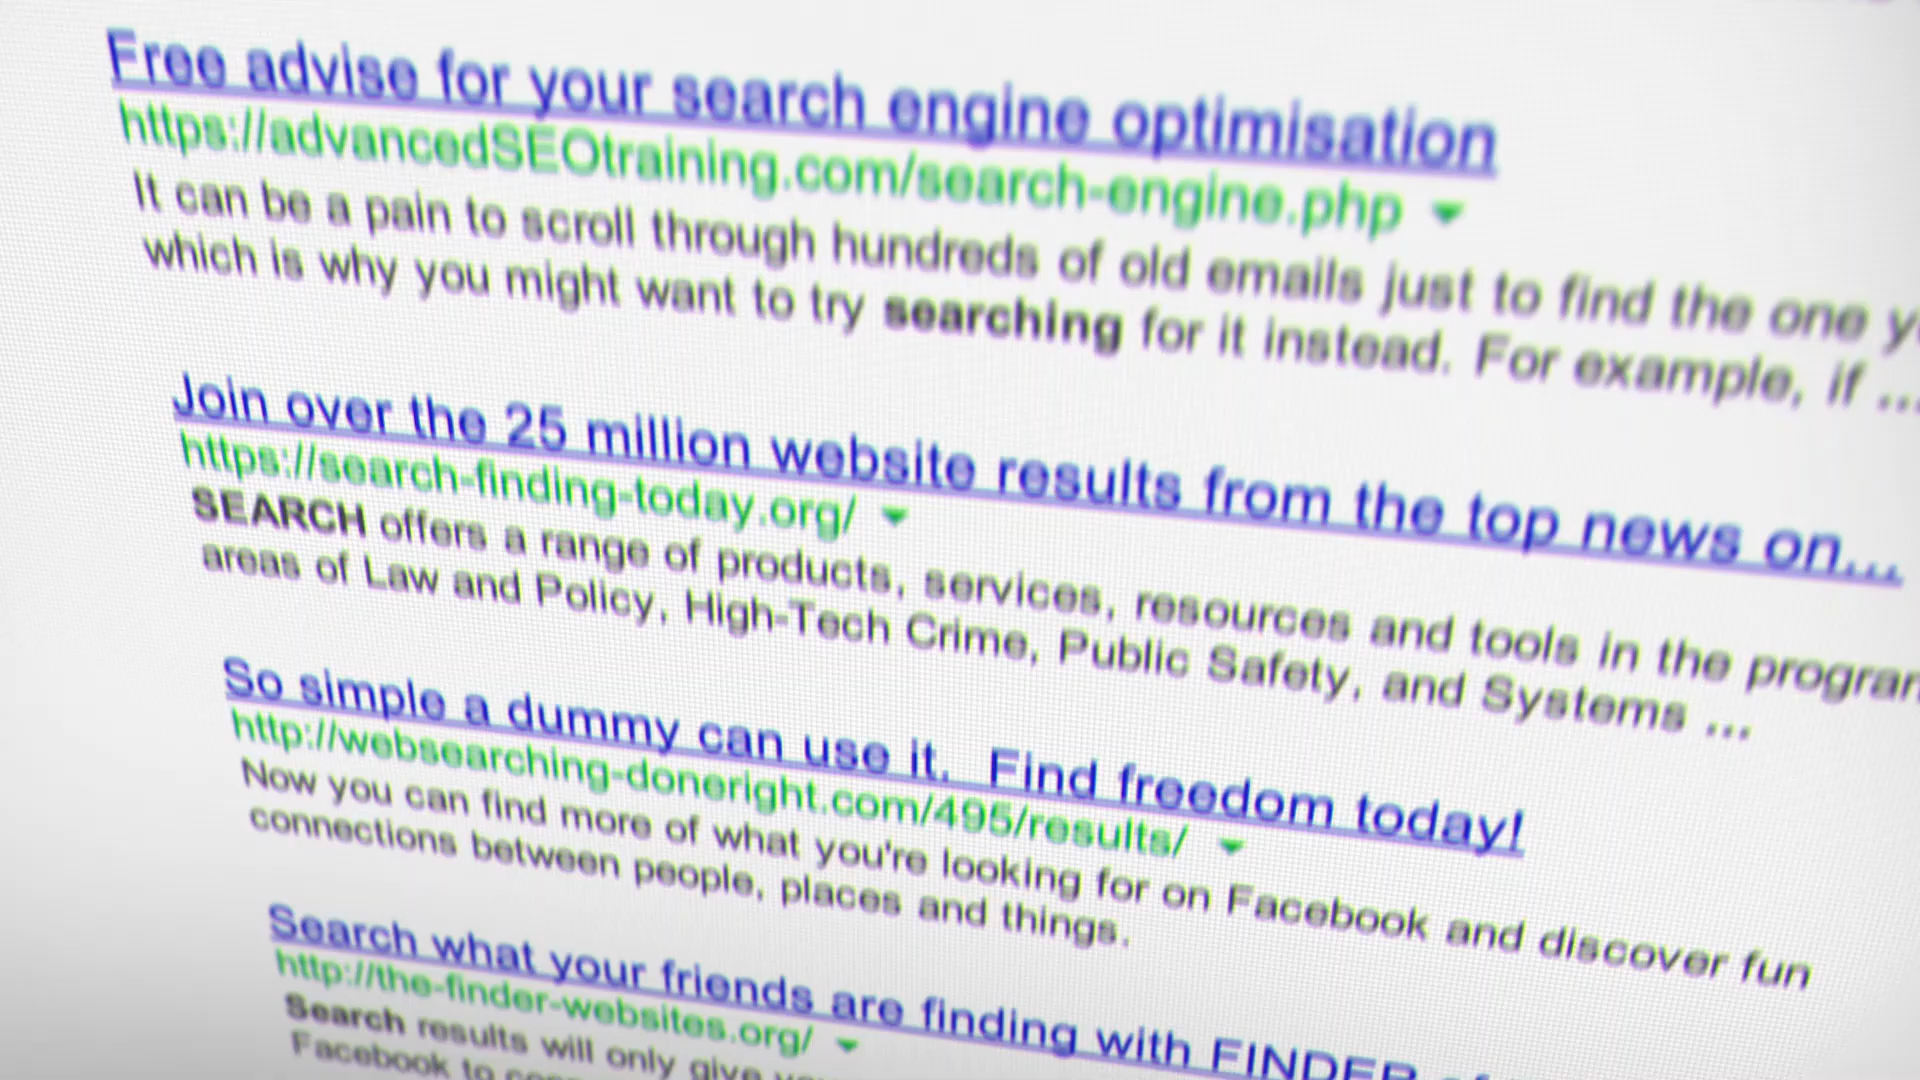 Free advise for your search engine optimisation
https://advancedSEOtraining.com/search-engine.php
It can be a pain to scroll through hundreds of old emails just to find the one
which is why you might want to try searching for it instead. For example, if ...
Join over the 25 million website results from the top news on...
https://search-finding-today.org/
SEARCH offers a range of products, services, resources and tools in the
areas of Law and Policy, High-Tech Crime, Public Safety, and Systems ...
So simple a dummy can use it. Find freedom today!
http://websearching-doneright.com/495/results/
Now you can find more of what you're looking for on Facebook and discover fun
connections between people, places and things.
Search what your friends are finding with FINDER
http://the-finder-websites.org/
Search results will only give
Facebook to